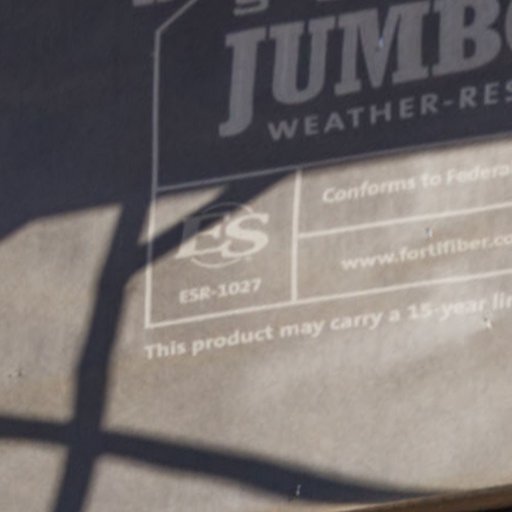 JUMB
WEATHER-RES
Conforms to Federa
ES
www.fortifiber.co
ESR-1027
This product may carry a 15-year li